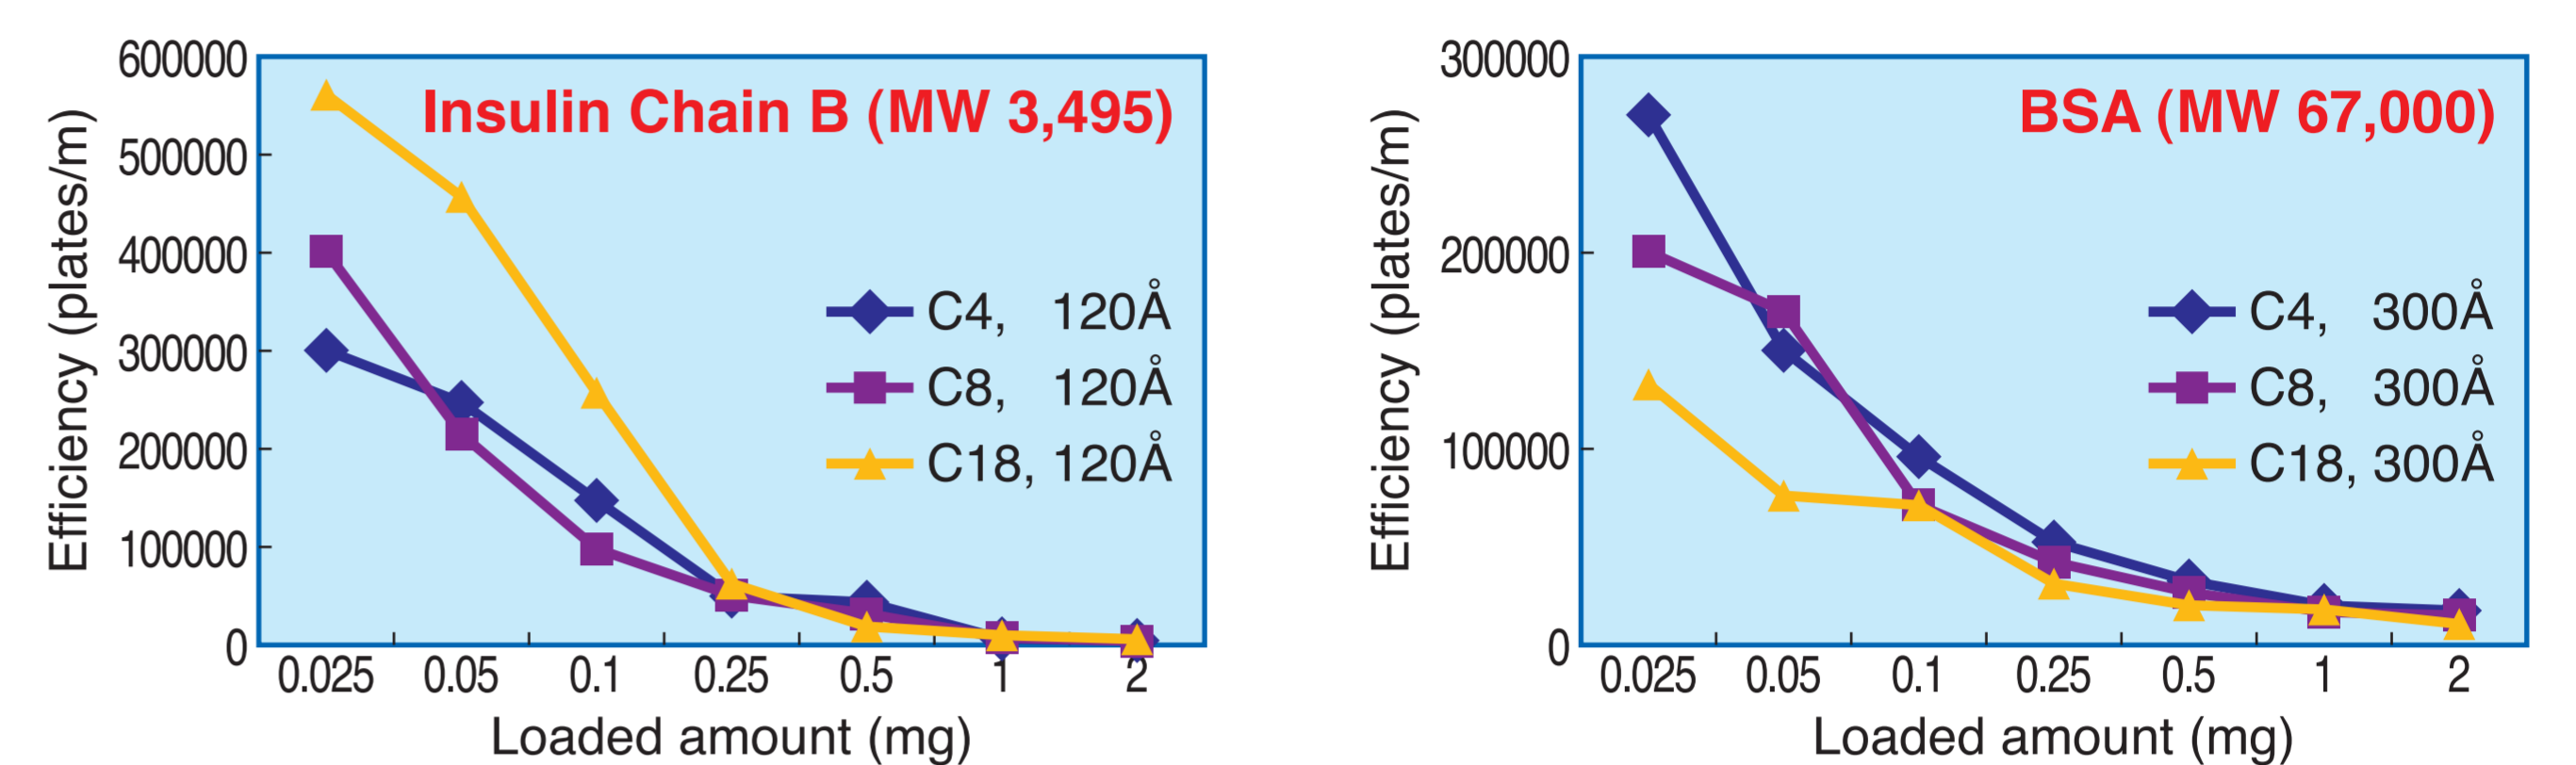 Efficiency (plates/m)
600000
500000
400000
300000
200000
100000
0
Insulin Chain B (MW 3,495)
C4, 120Å
C8, 120Å
C18, 120Å
0.025 0.05 0.1 0.25 0.5 1 2
Loaded amount (mg)
Efficiency (plates/m)
300000
200000
100000
0
BSA (MW 67,000)
C4, 300Å
C8, 300Å
C18, 300Å
0.025 0.05 0.1 0.25 0.5 1 2
Loaded amount (mg)